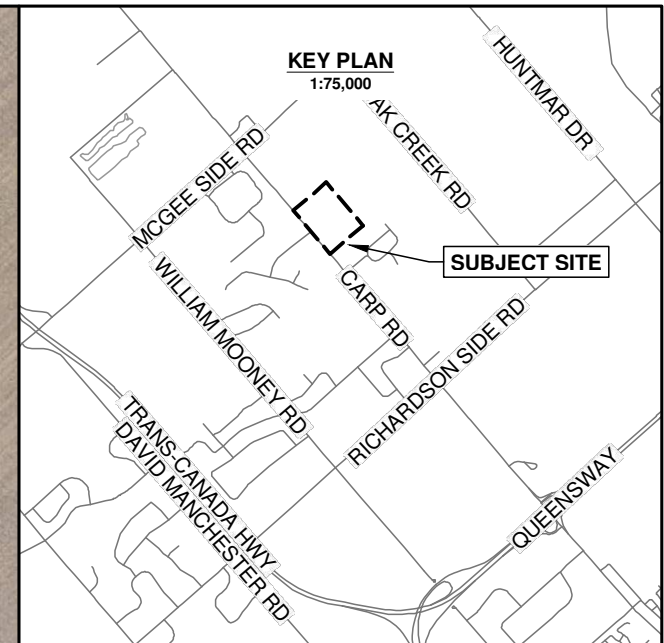 KEY PLAN
1:75,000
HUNTMAR DR
AK CREEK RD
MCGEE SIDE RD
SUBJECT SITE
CARP RD
WILLIAM MOONEY RD
RICHARDSON SIDE RD
TRANS-CANADA HWY
DAVID MANCHESTER RD
QUEENSWAY